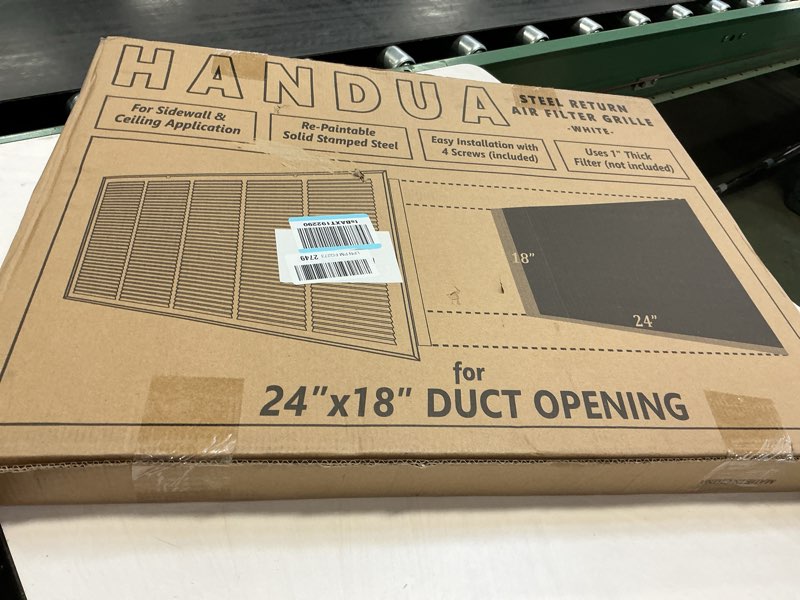 HANDUA
STEEL RETURN
AIR FILTER GRILLE
-WHITE-
For Sidewall &
Ceiling Application
Re-Paintable
Solid Stamped Steel
Easy Installation with
4 Screws (included)
Uses 1" Thick
Filter (not included)
18"
24"
for
24"x18" DUCT OPENING
2749